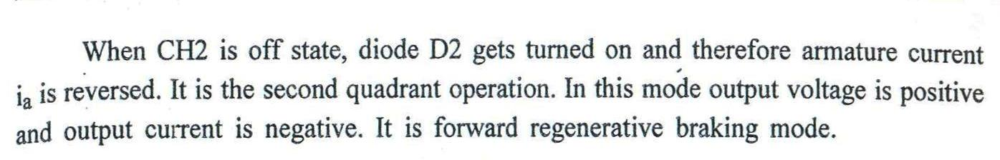 When CH2 is off state, diode D2 gets turned on and therefore armature current
ia is reversed. It is the second quadrant operation. In this mode output voltage is positive
and output current is negative. It is forward regenerative braking mode.